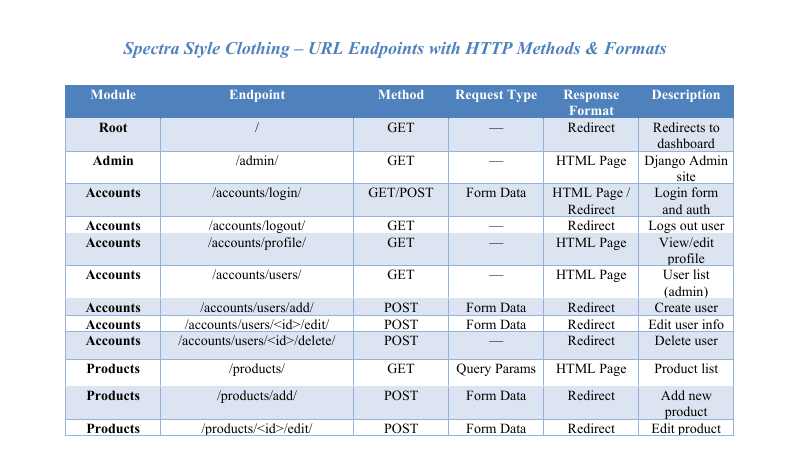 Spectra Style Clothing – URL Endpoints with HTTP Methods & Formats
Module Endpoint Method Request Type Response Format Description
Root / GET — Redirect Redirects to dashboard
Admin /admin/ GET — HTML Page Django Admin site
Accounts /accounts/login/ GET/POST Form Data HTML Page / Redirect Login form and auth
Accounts /accounts/logout/ GET — Redirect Logs out user
Accounts /accounts/profile/ GET — HTML Page View/edit profile
Accounts /accounts/users/ GET — HTML Page User list (admin)
Accounts /accounts/users/add/ POST Form Data Redirect Create user
Accounts /accounts/users/<id>/edit/ POST Form Data Redirect Edit user info
Accounts /accounts/users/<id>/delete/ POST — Redirect Delete user
Products /products/ GET Query Params HTML Page Product list
Products /products/add/ POST Form Data Redirect Add new product
Products /products/<id>/edit/ POST Form Data Redirect Edit product